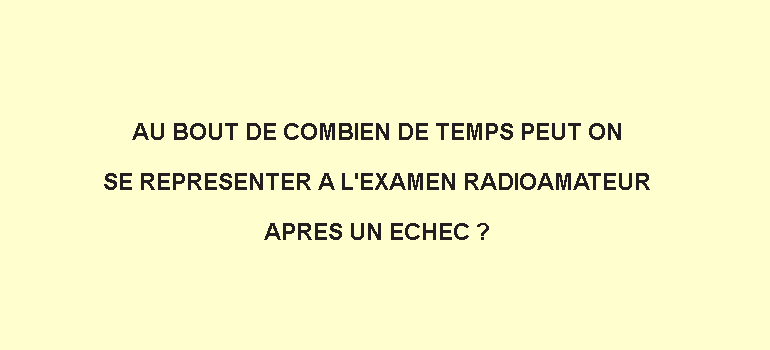 AU BOUT DE COMBIEN DE TEMPS PEUT ON
SE REPRESENTER A L'EXAMEN RADIOAMATEUR
APRES UN ECHEC ?